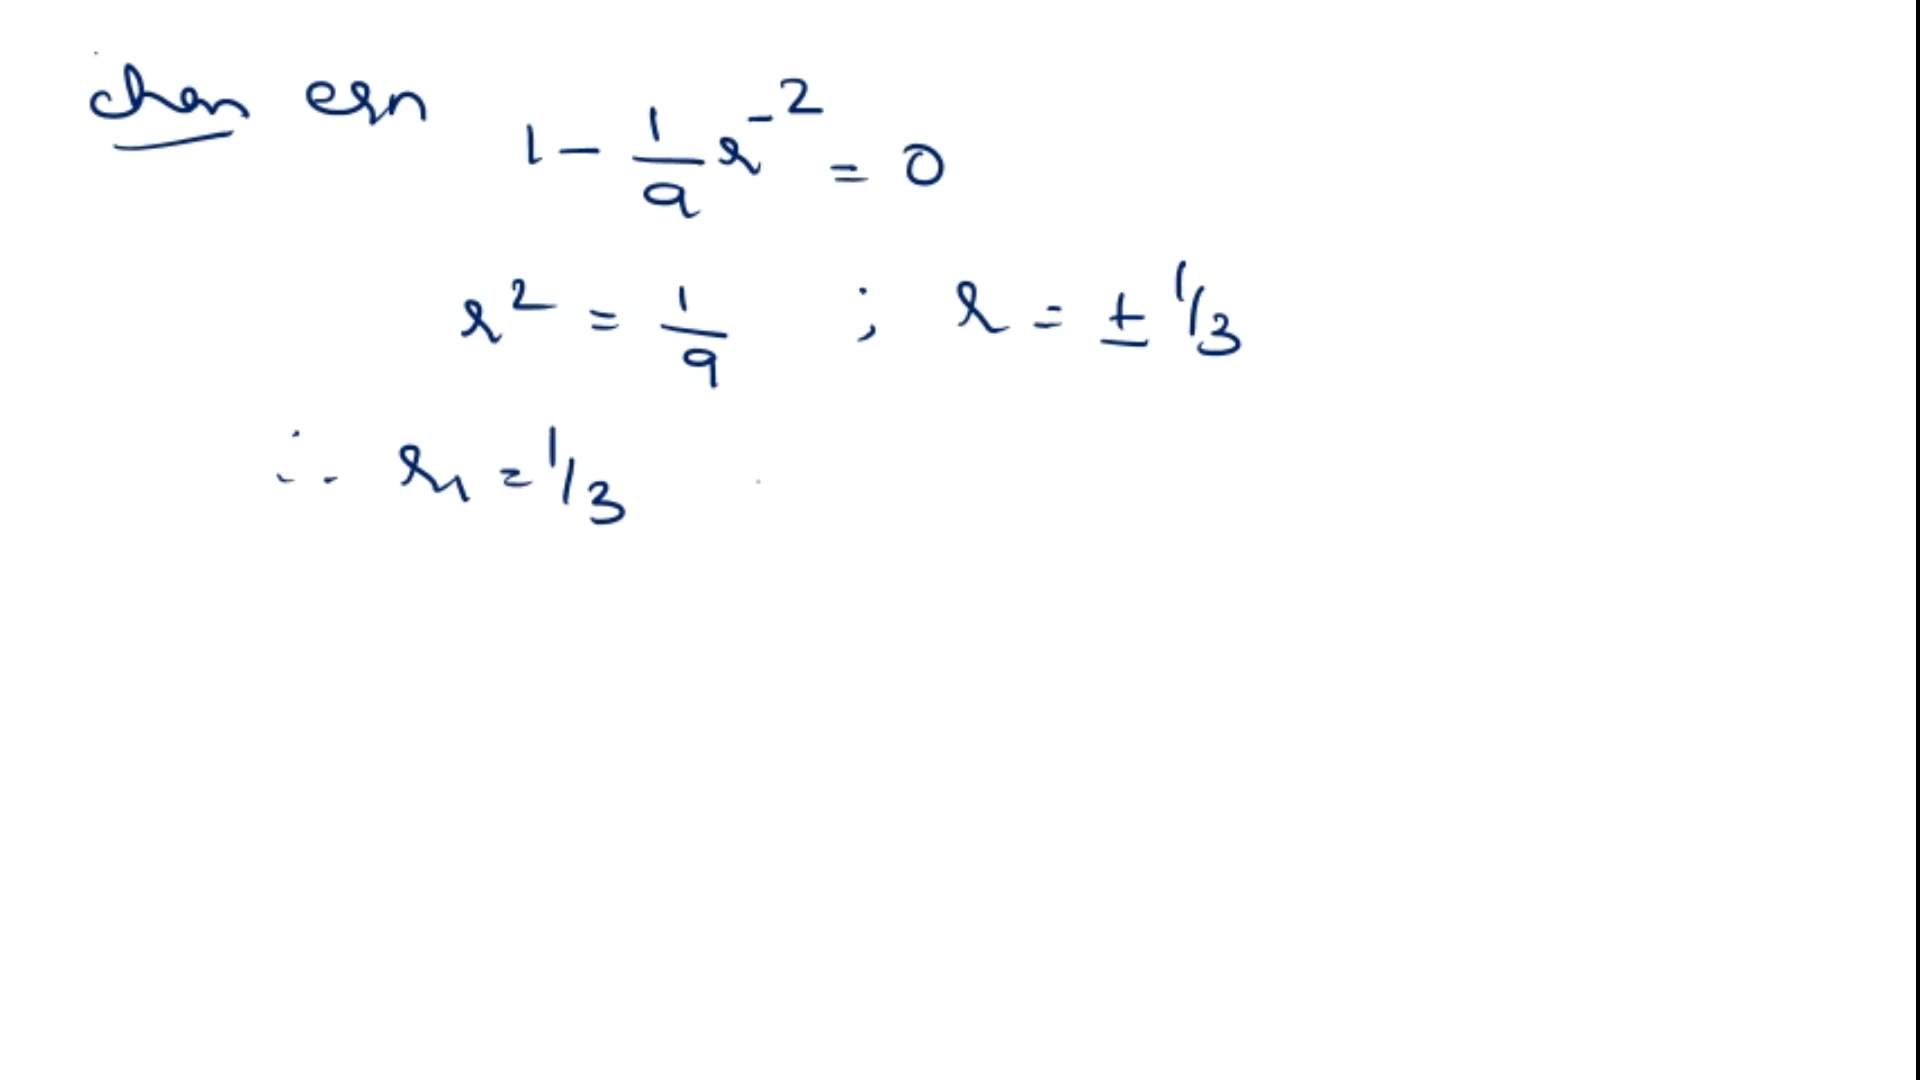 char eqn
1 - 1/9 r^-2 = 0
r^2 = 1/9 ; r = ± 1/3
∴ r1 = 1/3